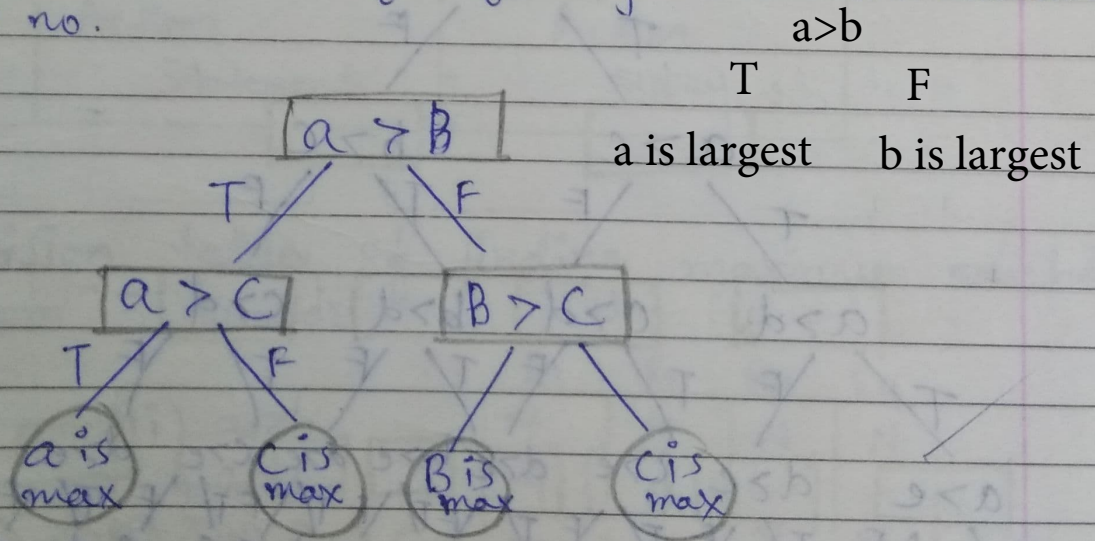 no.
a>b
T F
a is largest b is largest
a > B
T F
a > C B > C
T F
a is max
C is max
B is max
C is max